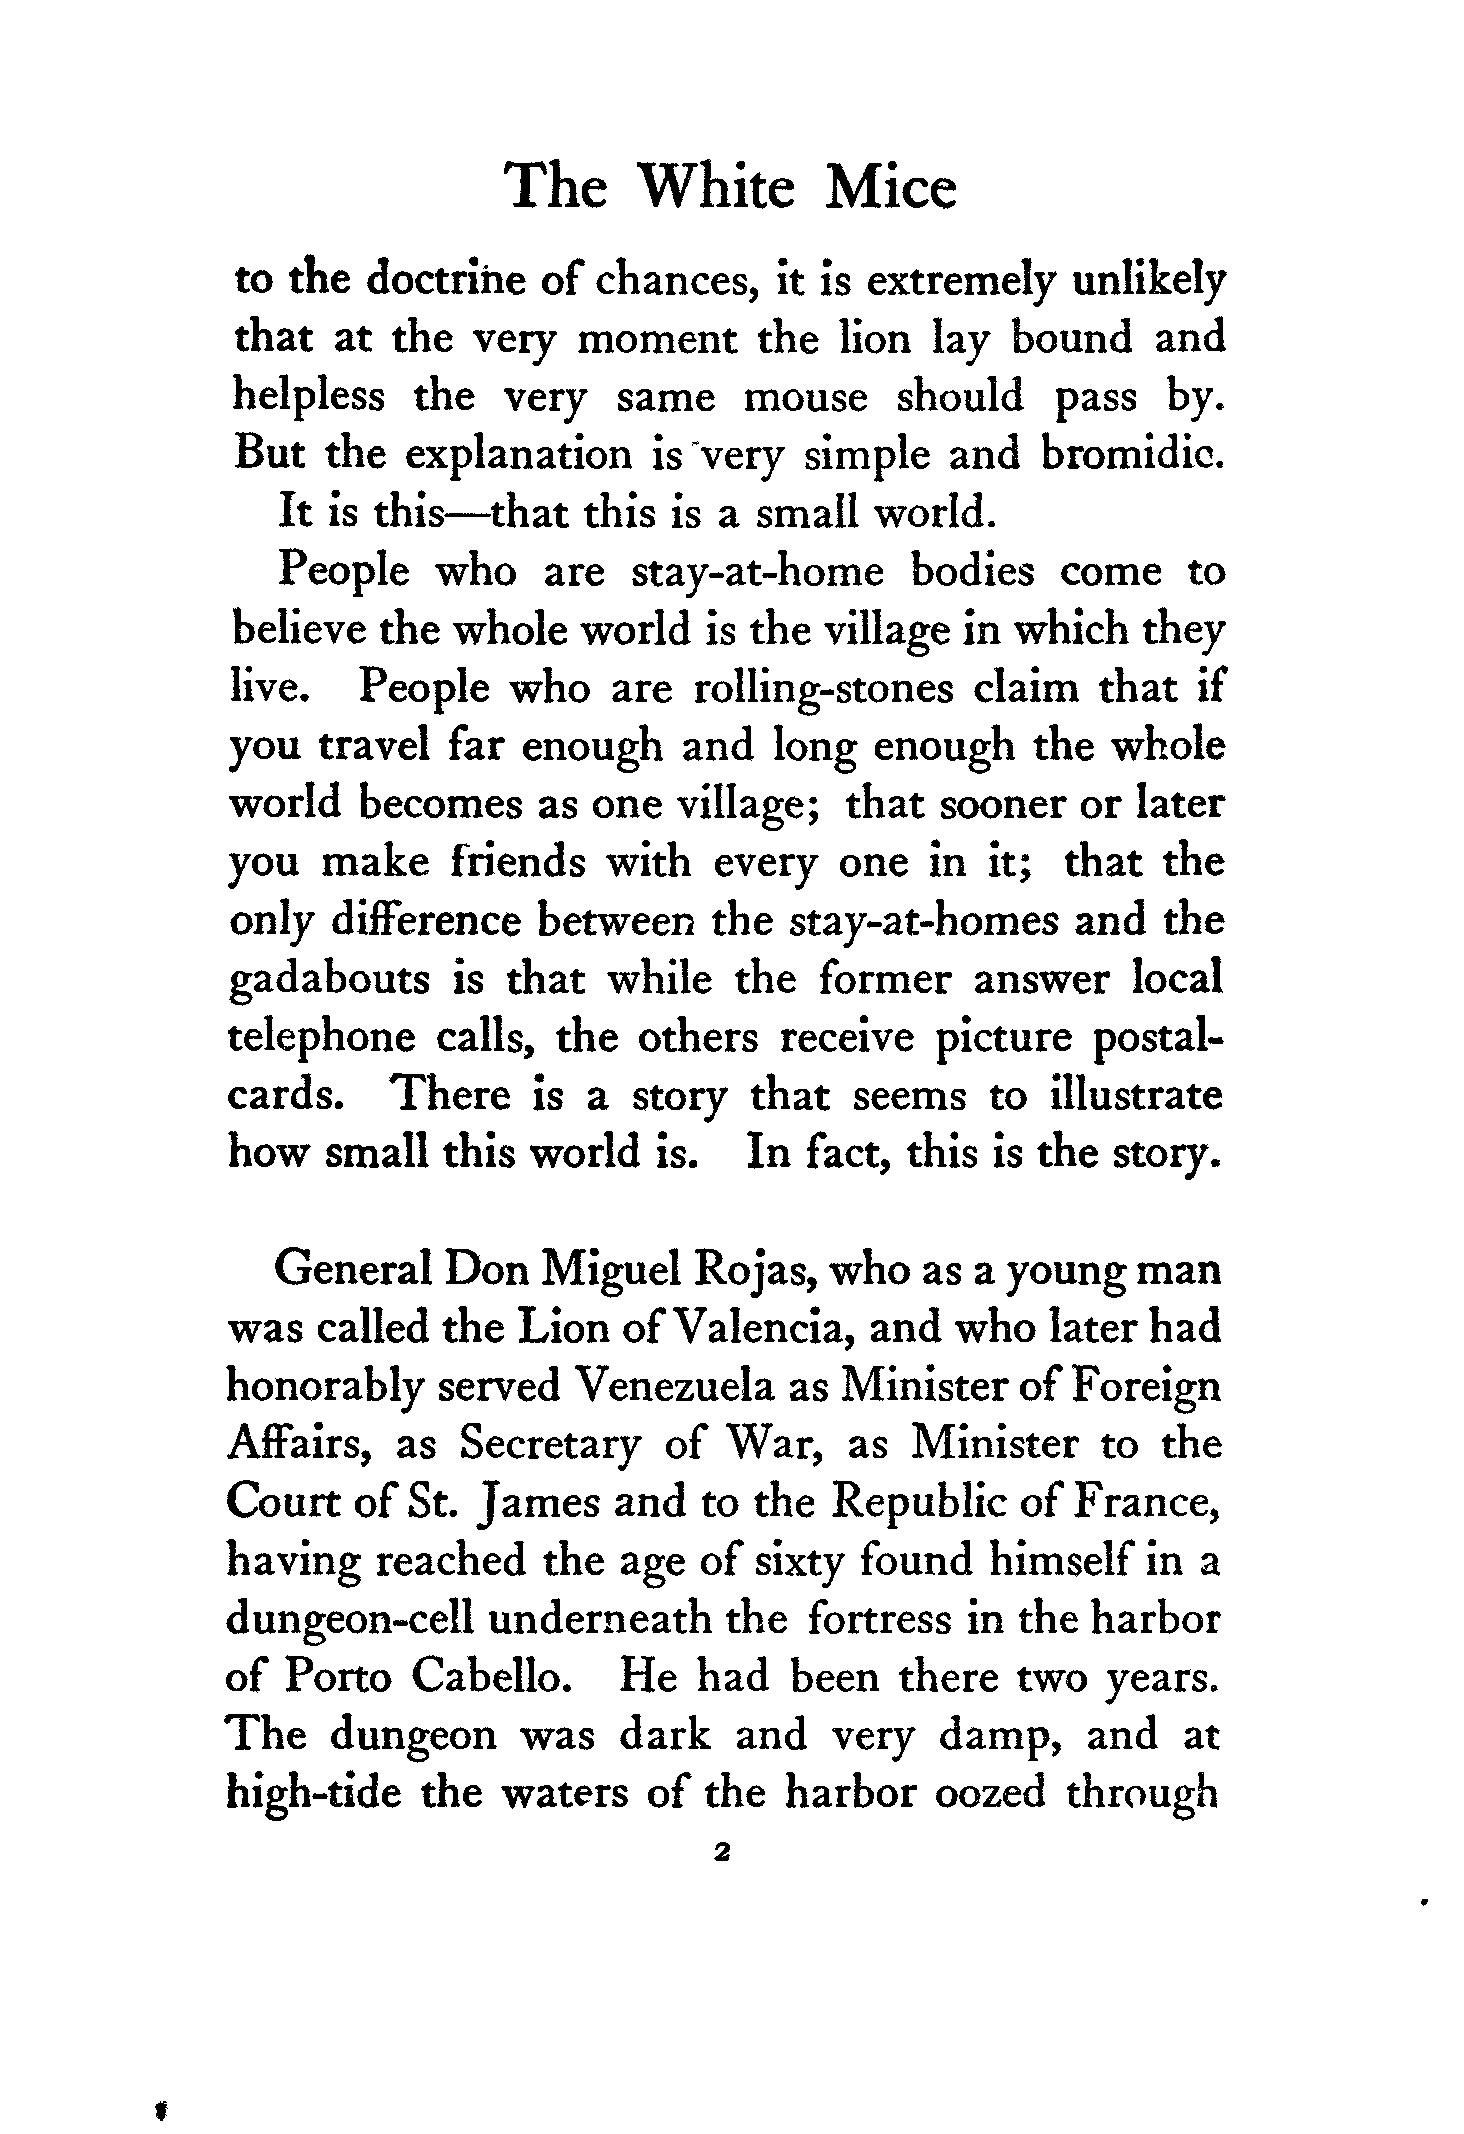 The White Mice
to the doctrine of chances, it is extremely unlikely
that at the very moment the lion lay bound and
helpless the very same mouse should pass by.
But the explanation is very simple and bromidic.
It is this—that this is a small world.
People who are stay-at-home bodies come to
believe the whole world is the village in which they
live. People who are rolling-stones claim that if
you travel far enough and long enough the whole
world becomes as one village; that sooner or later
you make friends with every one in it; that the
only difference between the stay-at-homes and the
gadabouts is that while the former answer local
telephone calls, the others receive picture postal-
cards. There is a story that seems to illustrate
how small this world is. In fact, this is the story.
General Don Miguel Rojas, who as a young man
was called the Lion of Valencia, and who later had
honorably served Venezuela as Minister of Foreign
Affairs, as Secretary of War, as Minister to the
Court of St. James and to the Republic of France,
having reached the age of sixty found himself in a
dungeon-cell underneath the fortress in the harbor
of Porto Cabello. He had been there two years.
The dungeon was dark and very damp, and at
high-tide the waters of the harbor oozed through
2